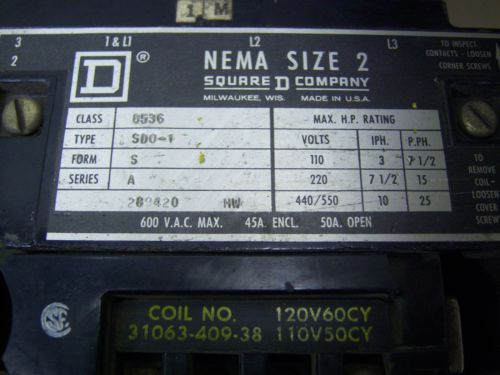 1 M
3 1 & L1 L2 L3 TO INSPECT-
2 CONTACTS - LOOSEN
CORNER SCREWS
D ® NEMA SIZE 2
SQUARE D COMPANY
MILWAUKEE, WIS. MADE IN U.S.A.
CLASS 8536 MAX. H.P. RATING
TYPE SDO-1 VOLTS 1PH. P.PH.
FORM S 110 3 7 1/2
SERIES A 220 7 1/2 15
289420 NW 440/550 10 25
TO
REMOVE
COIL-
LOOSEN
COVER
SCREW
600 V.A.C. MAX. 45A. ENCL. 50A. OPEN
COIL NO. 120V60CY
31063-409-38 110V50CY